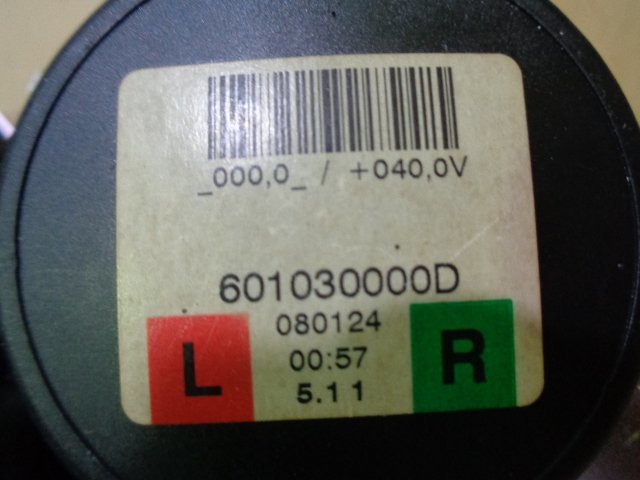 _000,0_ / +040,0V
601030000D
080124
00:57
5.11
L
R